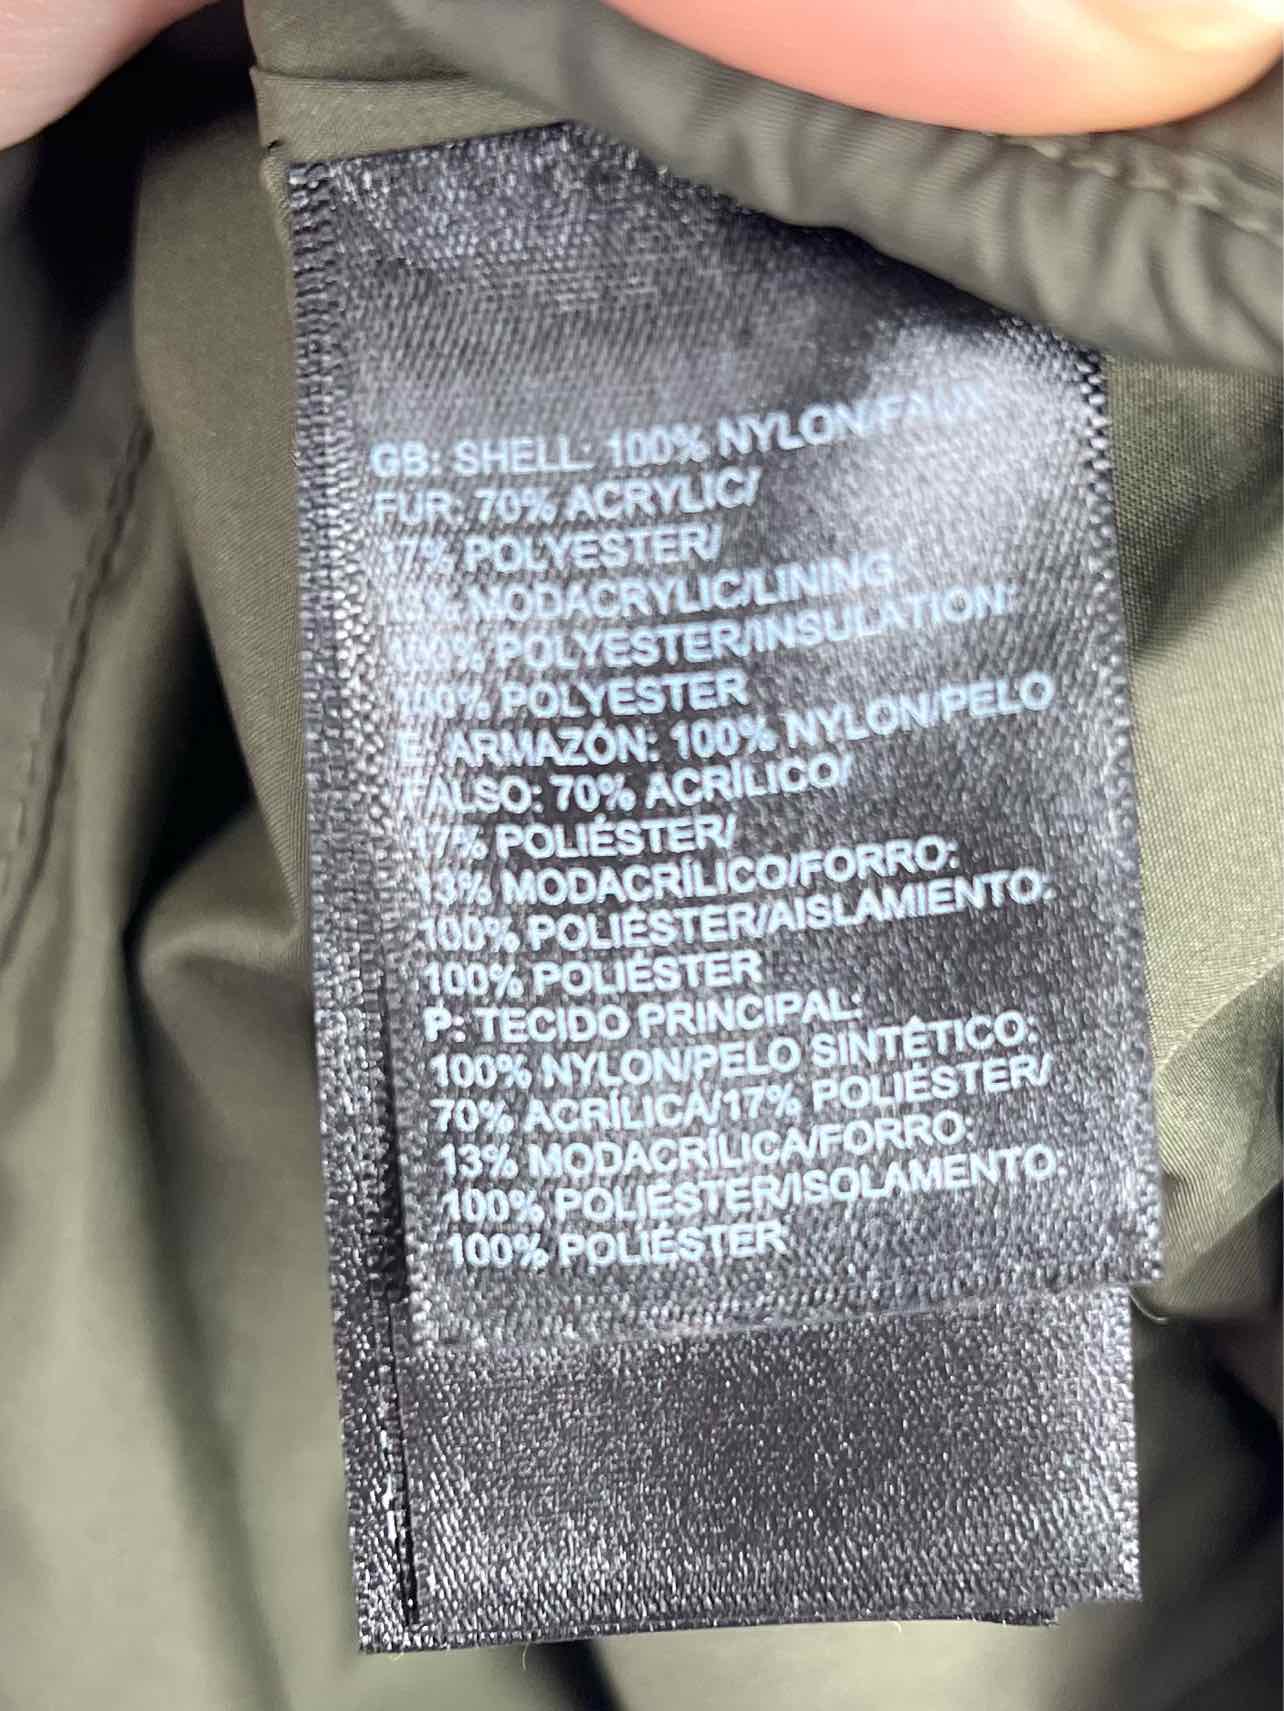 GB: SHELL: 100% NYLON/FAUX
FUR: 70% ACRYLIC/
17% POLYESTER/
13% MODACRYLIC/LINING:
100% POLYESTER/INSULATION:
100% POLYESTER
E: ARMAZÓN: 100% NYLON/PELO
FALSO: 70% ACRÍLICO/
17% POLIÉSTER/
13% MODACRÍLICO/FORRO:
100% POLIÉSTER/AISLAMIENTO:
100% POLIÉSTER
P: TECIDO PRINCIPAL:
100% NYLON/PELO SINTÉTICO:
70% ACRÍLICA/17% POLIÉSTER/
13% MODACRÍLICA/FORRO:
100% POLIÉSTER/ISOLAMENTO:
100% POLIÉSTER